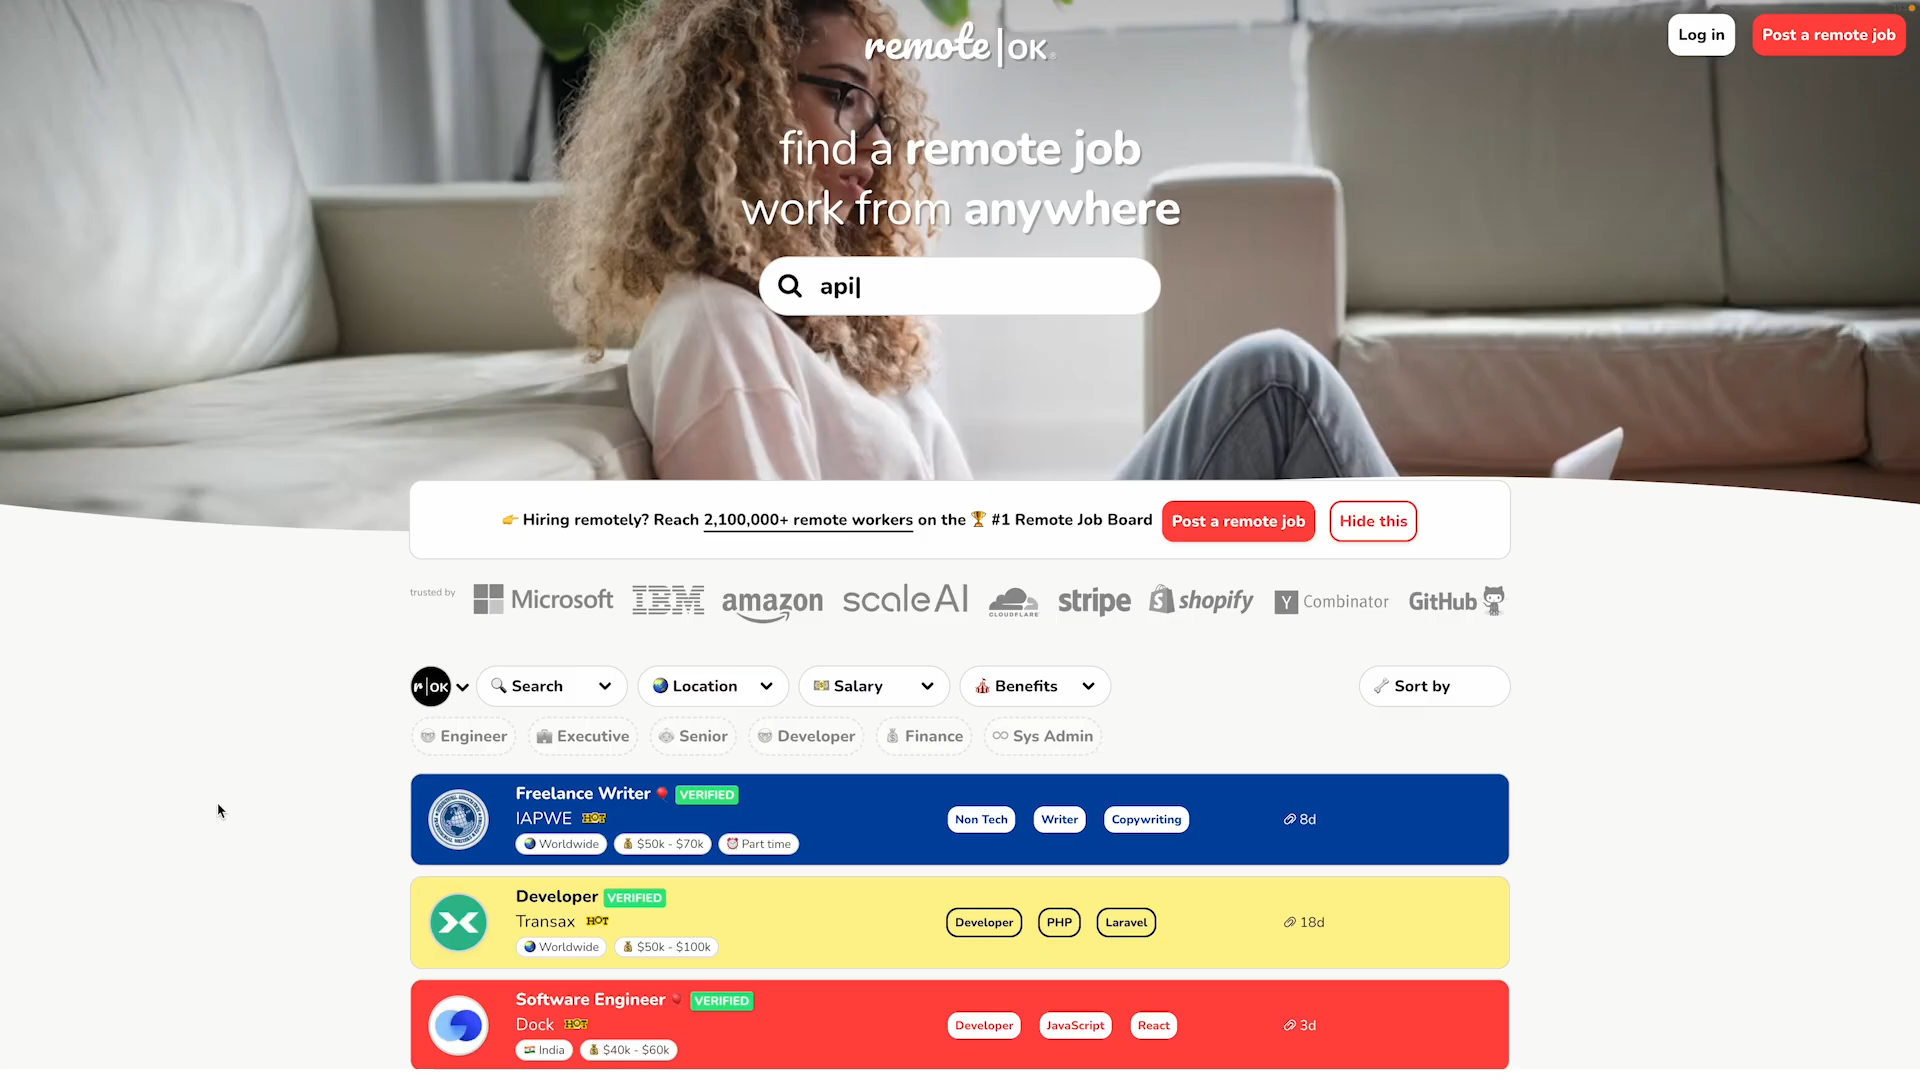 remote|OK®
Log in
Post a remote job
find a remote job
work from anywhere
api
Hiring remotely? Reach 2,100,000+ remote workers on the #1 Remote Job Board
Post a remote job
Hide this
trusted by
Microsoft
IBM
amazon
scaleAI
CLOUDFLARE
stripe
shopify
Y Combinator
GitHub
r|OK
Search
Location
Salary
Benefits
Sort by
Engineer
Executive
Senior
Developer
Finance
Sys Admin
Freelance Writer VERIFIED
IAPWE HOT
Worldwide $50k - $70k Part time
Non Tech Writer Copywriting
8d
Developer VERIFIED
Transax HOT
Worldwide $50k - $100k
Developer PHP Laravel
18d
Software Engineer VERIFIED
Dock HOT
India $40k - $60k
Developer JavaScript React
3d